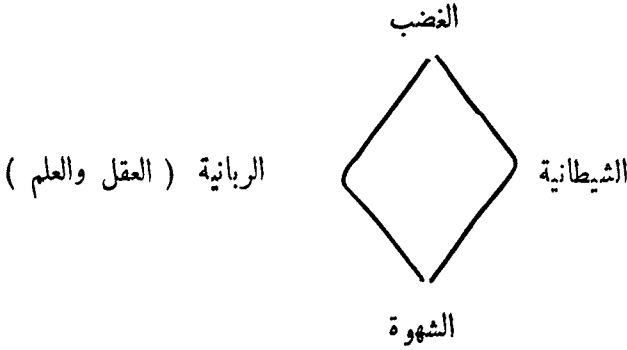 الغضب
الشيطانية
الربانية ( العقل والعلم )
الشهوة